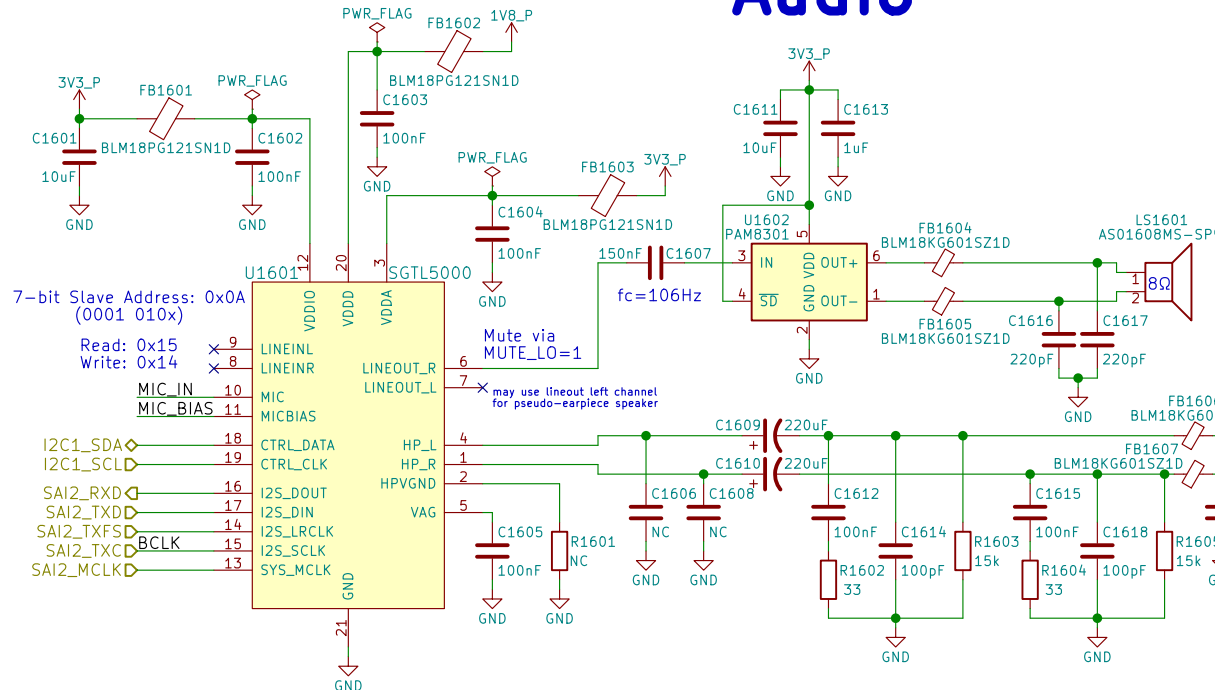 Audio
PWR_FLAG
FB1602
1V8_P
BLM18PG121SN1D
C1603
100nF
GND
3V3_P
FB1601
PWR_FLAG
C1601
BLM18PG121SN1D
C1602
10uF
100nF
GND
GND
PWR_FLAG
FB1603
3V3_P
C1604
BLM18PG121SN1D
100nF
GND
3V3_P
C1611
C1613
10uF
1uF
GND
GND
U1602
PAM8301
5
3 IN
VDD
OUT+ 6
4 SD
GND
OUT- 1
2
GND
150nF C1607
fc=106Hz
FB1604
BLM18KG601SZ1D
FB1605
BLM18KG601SZ1D
LS1601
AS01608MS-SP
1
8Ω
2
C1616
C1617
220pF
220pF
GND
U1601
SGTL5000
12
20
3
VDDIO
VDD
VDDA
7-bit Slave Address: 0x0A
(0001 010x)
Read: 0x15
Write: 0x14
9 LINEINL
8 LINEINR
MIC_IN 10 MIC
MIC_BIAS 11 MICBIAS
I2C1_SDA 18 CTRL_DATA
I2C1_SCL 19 CTRL_CLK
SAI2_RXD 16 I2S_DOUT
SAI2_TXD 17 I2S_DIN
SAI2_TXFS 14 I2S_LRCLK
SAI2_TXC BCLK 15 I2S_SCLK
SAI2_MCLK 13 SYS_MCLK
GND
21
GND
LINEOUT_R 6
LINEOUT_L 7
HP_L 4
HP_R 1
HPVGND 2
VAG 5
Mute via
MUTE_LO=1
may use lineout left channel
for pseudo-earpiece speaker
C1605
100nF
GND
R1601
NC
GND
C1609 220uF
+
C1610 220uF
+
C1606
NC
GND
C1608
NC
GND
C1612
100nF
R1602
33
C1614
100pF
R1603
15k
GND
C1615
100nF
R1604
33
C1618
100pF
R1605
15k
GND
FB1606
BLM18KG60
FB1607
BLM18KG601SZ1D